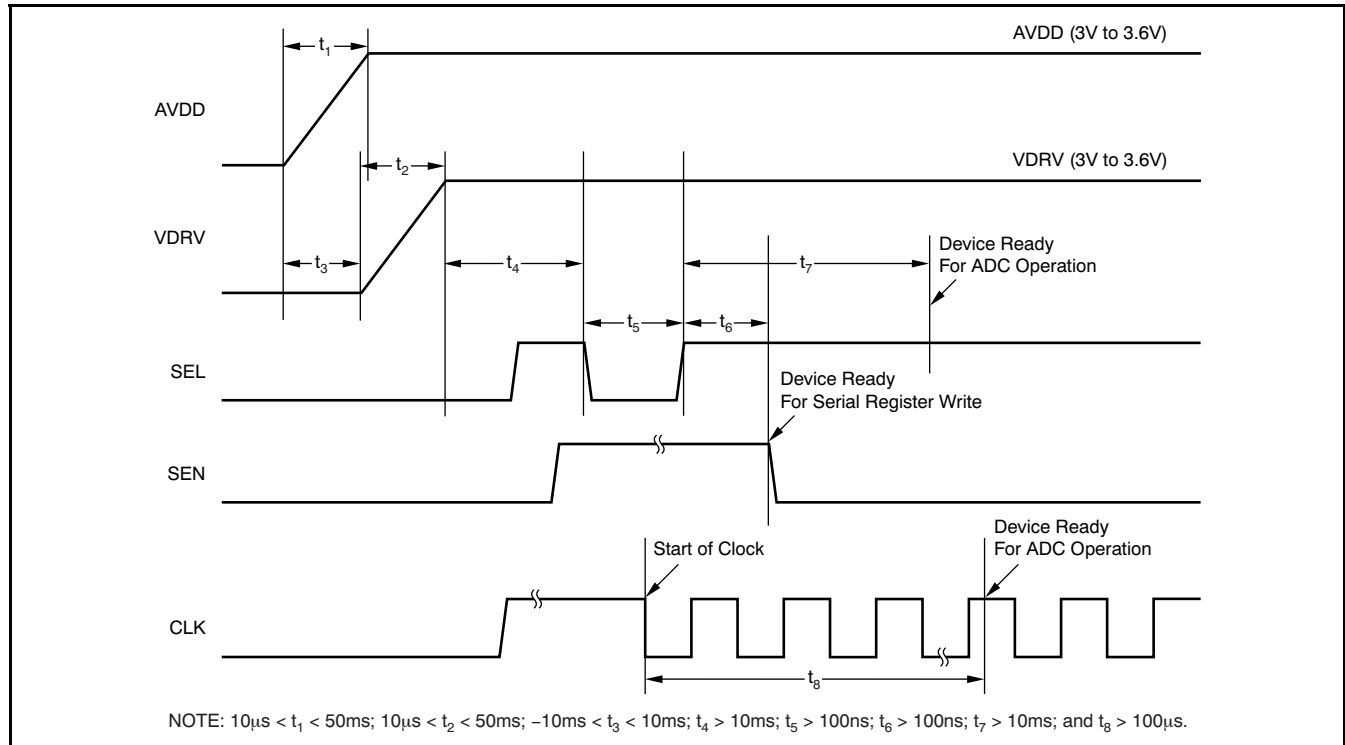 t₁
AVDD (3V to 3.6V)
AVDD
t₂
VDRV (3V to 3.6V)
VDRV
t₃
t₄
t₇
Device Ready
For ADC Operation
t₅
t₆
SEL
Device Ready
For Serial Register Write
SEN
Start of Clock
Device Ready
For ADC Operation
CLK
t₈
NOTE: 10μs < t₁ < 50ms; 10μs < t₂ < 50ms; −10ms < t₃ < 10ms; t₄ > 10ms; t₅ > 100ns; t₆ > 100ns; t₇ > 10ms; and t₈ > 100μs.